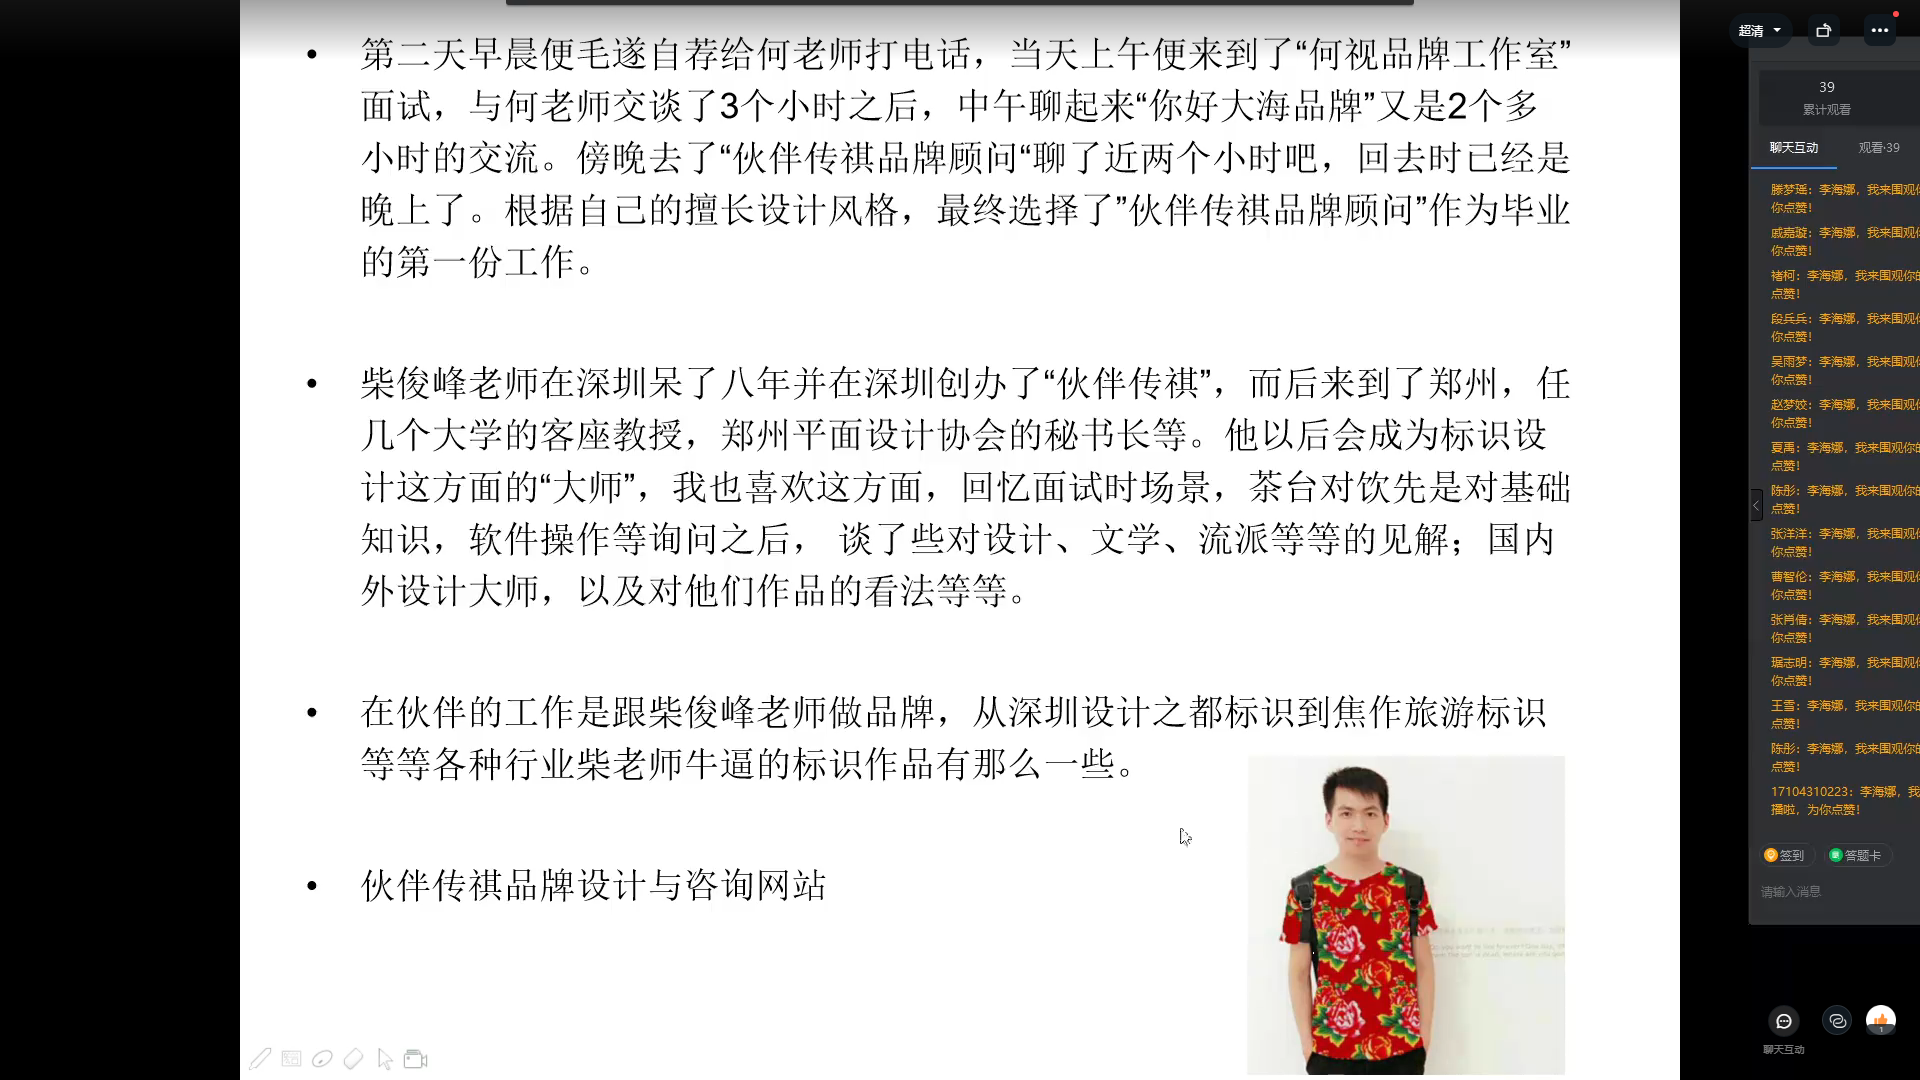 • 第二天早晨便毛遂自荐给何老师打电话，当天上午便来到了“何视品牌工作室”
面试，与何老师交谈了3个小时之后，中午聊起来“你好大海品牌”又是2个多
小时的交流。傍晚去了“伙伴传祺品牌顾问“聊了近两个小时吧，回去时已经是
晚上了。根据自己的擅长设计风格，最终选择了”伙伴传祺品牌顾问”作为毕业
的第一份工作。
• 柴俊峰老师在深圳呆了八年并在深圳创办了“伙伴传祺”，而后来到了郑州，任
几个大学的客座教授，郑州平面设计协会的秘书长等。他以后会成为标识设
计这方面的“大师”，我也喜欢这方面，回忆面试时场景，茶台对饮先是对基础
知识，软件操作等询问之后， 谈了些对设计、文学、流派等等的见解；国内
外设计大师，以及对他们作品的看法等等。
• 在伙伴的工作是跟柴俊峰老师做品牌，从深圳设计之都标识到焦作旅游标识
等等各种行业柴老师牛逼的标识作品有那么一些。
• 伙伴传祺品牌设计与咨询网站
超清
39
累计观看
聊天互动 观看·39
滕梦瑶：李海娜，我来围观你
你点赞！
戚嘉璇：李海娜，我来围观你
你点赞！
褚柯：李海娜，我来围观你的
点赞！
段兵兵：李海娜，我来围观你
你点赞！
吴雨梦：李海娜，我来围观你
你点赞！
赵梦姣：李海娜，我来围观你
你点赞！
夏禹：李海娜，我来围观你的
点赞！
陈彤：李海娜，我来围观你的
点赞！
张洋洋：李海娜，我来围观你
你点赞！
曹智伦：李海娜，我来围观你
你点赞！
张肖倩：李海娜，我来围观你
你点赞！
琚志明：李海娜，我来围观你
你点赞！
王雪：李海娜，我来围观你的
点赞！
陈彤：李海娜，我来围观你的
点赞！
17104310223：李海娜，我
播啦，为你点赞！
签到 答题卡
请输入消息
1
聊天互动